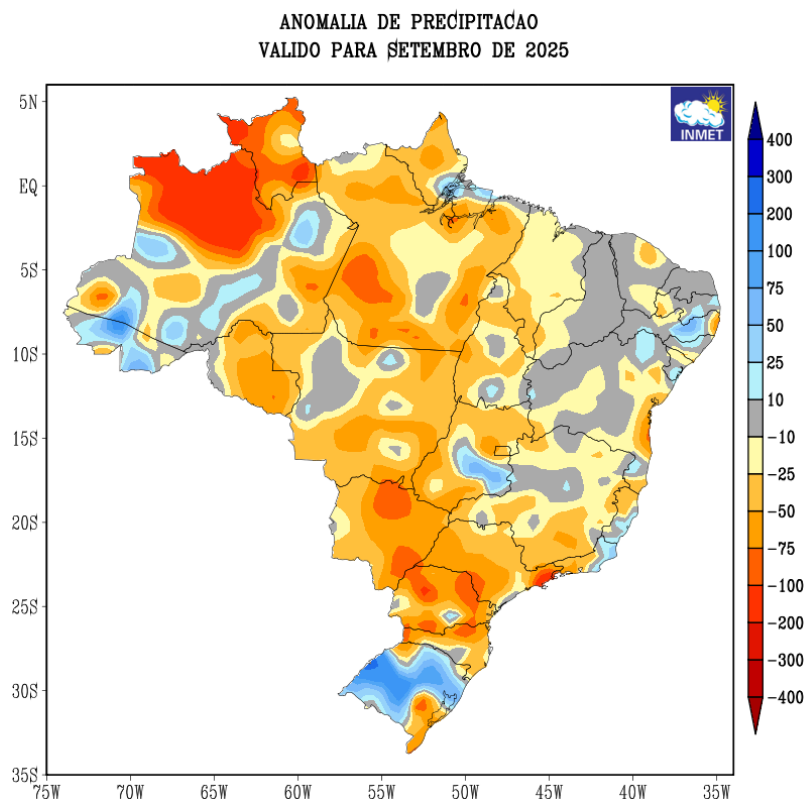 ANOMALIA DE PRECIPITACAO
VALIDO PARA SETEMBRO DE 2025
INMET
5N
EQ
5S
10S
15S
20S
25S
30S
35S
75W
70W
65W
60W
55W
50W
45W
40W
35W
400
300
200
100
75
50
25
10
-10
-25
-50
-75
-100
-200
-300
-400